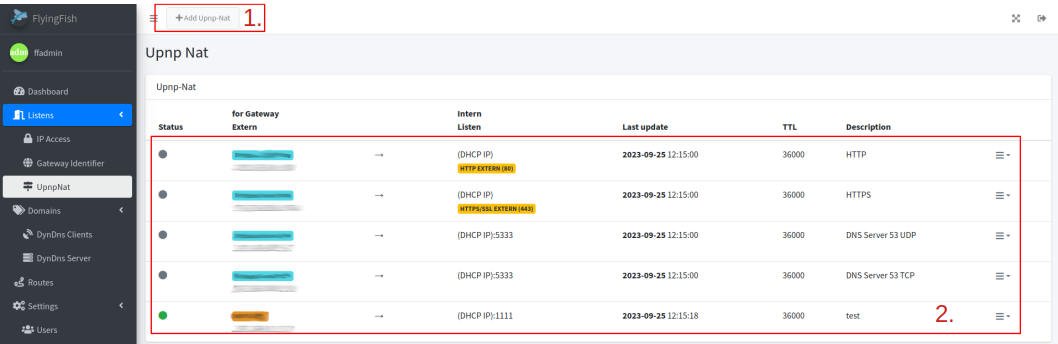 FlyingFish
+ Add Upnp-Nat
1.
adm ffadmin
Upnp Nat
Dashboard
Listens
IP Access
Gateway Identifier
UpnpNat
Domains
DynDns Clients
DynDns Server
Routes
Settings
Users
Upnp-Nat
for Gateway Intern
Status Extern Listen Last update TTL Description
→ (DHCP IP) 2023-09-25 12:15:00 36000 HTTP
HTTP EXTERN (80)
→ (DHCP IP) 2023-09-25 12:15:00 36000 HTTPS
HTTPS/SSL EXTERN (443)
→ (DHCP IP):5333 2023-09-25 12:15:00 36000 DNS Server 53 UDP
→ (DHCP IP):5333 2023-09-25 12:15:00 36000 DNS Server 53 TCP
→ (DHCP IP):1111 2023-09-25 12:15:18 36000 test
2.